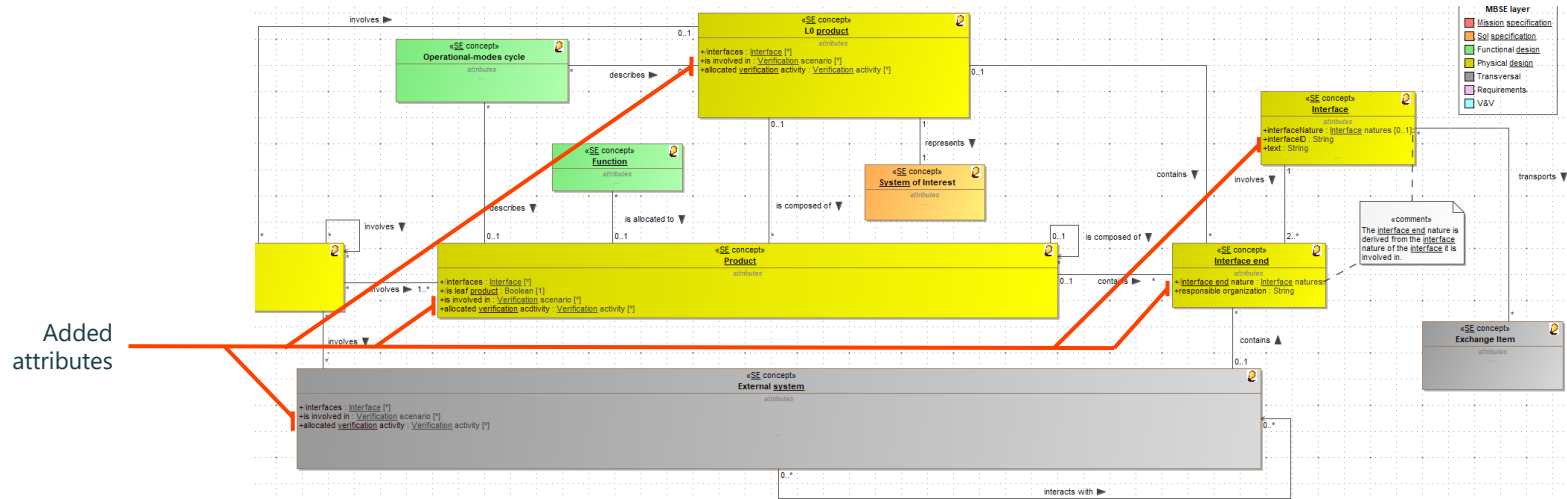 involves ▶
0..1
«SE concept»
L0 product
attributes
+/interfaces : Interface [*]
+is involved in : Verification scenario [*]
+allocated verification activity : Verification activity [*]
MBSE layer
Mission specification
SoI specification
Functional design
Physical design
Transversal
Requirements
V&V
«SE concept»
Operational-modes cycle
attributes
...
*
describes ▶
0..1
*
0..1
1
represents ▼
1
«SE concept»
System of Interest
attributes
...
«SE concept»
Interface
attributes
+interfaceNature : Interface natures [0..1]
+interfaceID : String
+text : String
...
*
«SE concept»
Function
attributes
...
*
contains ▼
involves ▼
1
transports ▼
describes ▼
is allocated to ▼
is composed of ▼
«comment»
The interface end nature is
derived from the interface
nature of the interface it is
involved in.
*
*
involves ▼
0..1
0..1
*
0..1
is composed of ▼
*
*
2..*
*
involves ▶
1..*
«SE concept»
Product
attributes
+/interfaces : Interface [*]
+/is leaf product : Boolean [1]
+is involved in : Verification scenario [*]
+allocated verification acdtivity : Verification activity [*]
0..1
contains ▶
*
«SE concept»
Interface end
attributes
+/interface end nature : Interface natures
+responsible organization : String
*
*
«SE concept»
Exchange Item
attributes
...
Added
attributes
*
involves ▼
*
contains ▲
0..1
«SE concept»
External system
attributes
+/interfaces : Interface [*]
+is involved in : Verification scenario [*]
+allocated verification activity : Verification activity [*]
...
0..*
0..*
interacts with ▶